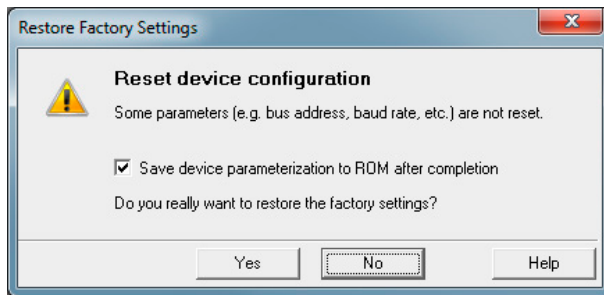 Restore Factory Settings
Reset device configuration
Some parameters (e.g. bus address, baud rate, etc.) are not reset.
Save device parameterization to ROM after completion
Do you really want to restore the factory settings?
Yes
No
Help